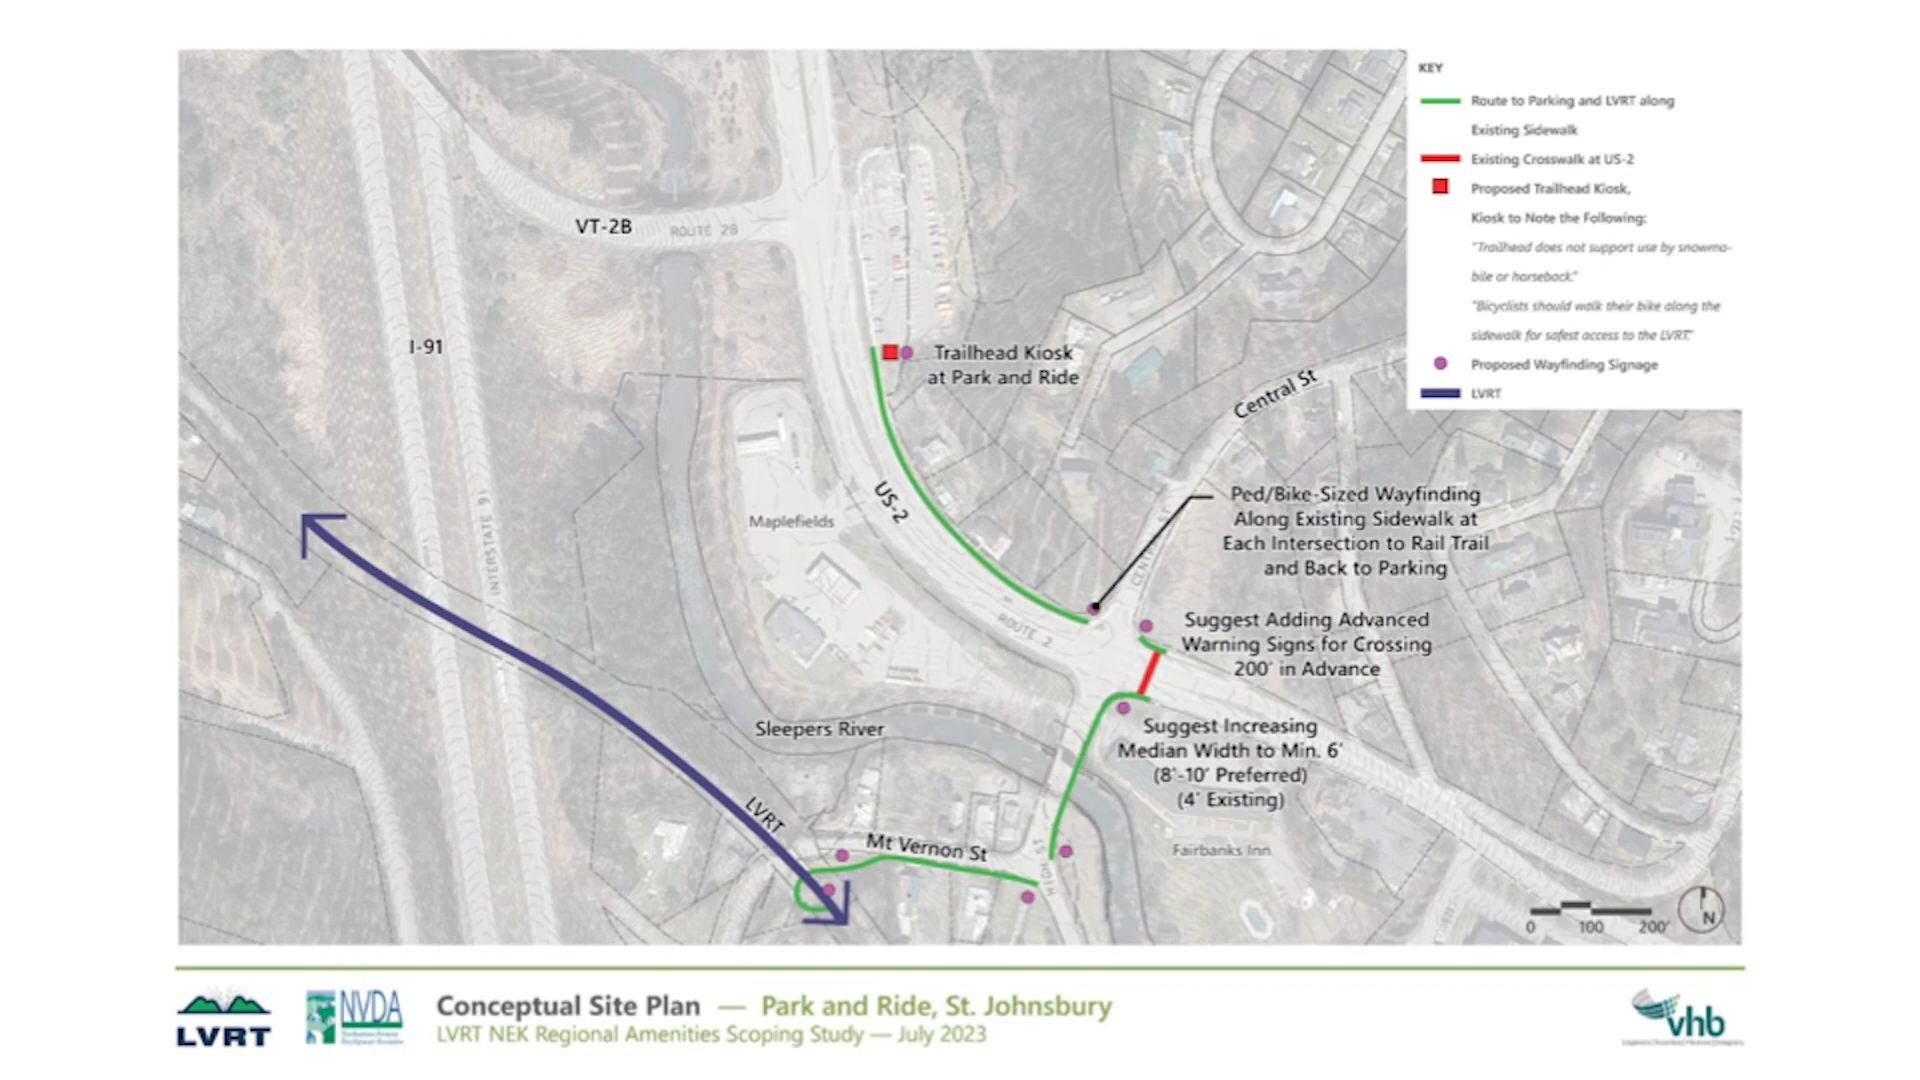 KEY
Route to Parking and LVRT along
Existing Sidewalk
Existing Crosswalk at US-2
Proposed Trailhead Kiosk,
Kiosk to Note the Following:
"Trailhead does not support use by snowmo-
bile or horseback."
"Bicyclists should walk their bike along the
sidewalk for safest access to the LVRT."
Proposed Wayfinding Signage
LVRT
VT-2B
ROUTE 2B
I-91
Trailhead Kiosk
at Park and Ride
Central St
US-2
Maplefields
INTERSTATE 91
Ped/Bike-Sized Wayfinding
Along Existing Sidewalk at
Each Intersection to Rail Trail
and Back to Parking
ROUTE 2
Suggest Adding Advanced
Warning Signs for Crossing
200' in Advance
Sleepers River
Suggest Increasing
Median Width to Min. 6'
(8'-10' Preferred)
(4' Existing)
LVRT
Mt Vernon St
HIGH ST
Fairbanks Inn
N
0 100 200'
LVRT
NVDA
Conceptual Site Plan — Park and Ride, St. Johnsbury
LVRT NEK Regional Amenities Scoping Study — July 2023
vhb